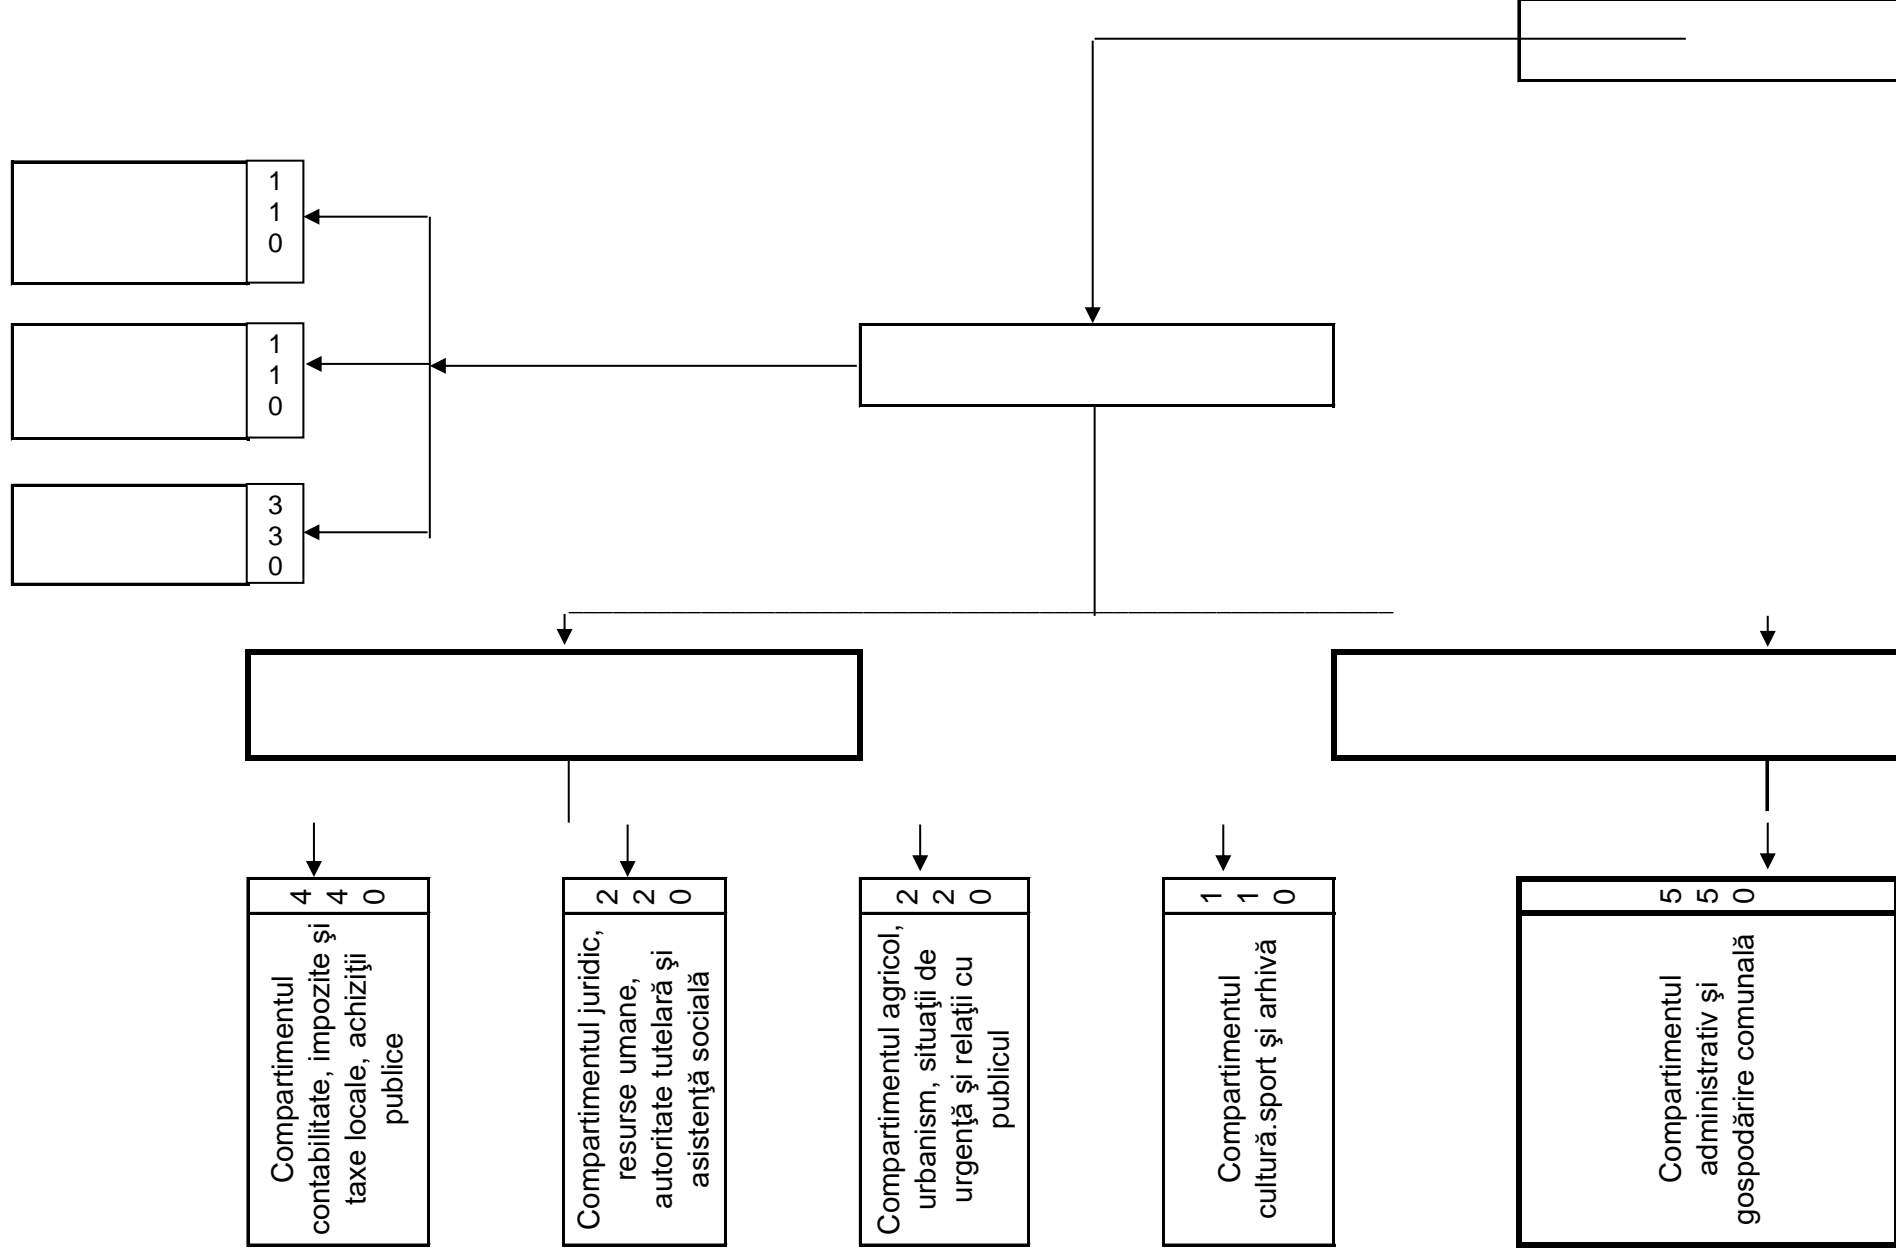 1
1
0
1
1
0
3
3
0
4
4
0
Compartimentul
contabilitate, impozite şi
taxe locale, achiziţii
publice
2
2
0
Compartimentul juridic,
resurse umane,
autoritate tutelară şi
asistenţă socială
2
2
0
Compartimentul agricol,
urbanism, situaţii de
urgenţă şi relaţii cu
publicul
1
1
0
Compartimentul
cultură.sport şi arhivă
5
5
0
Compartimentul
administrativ şi
gospodărire comunală